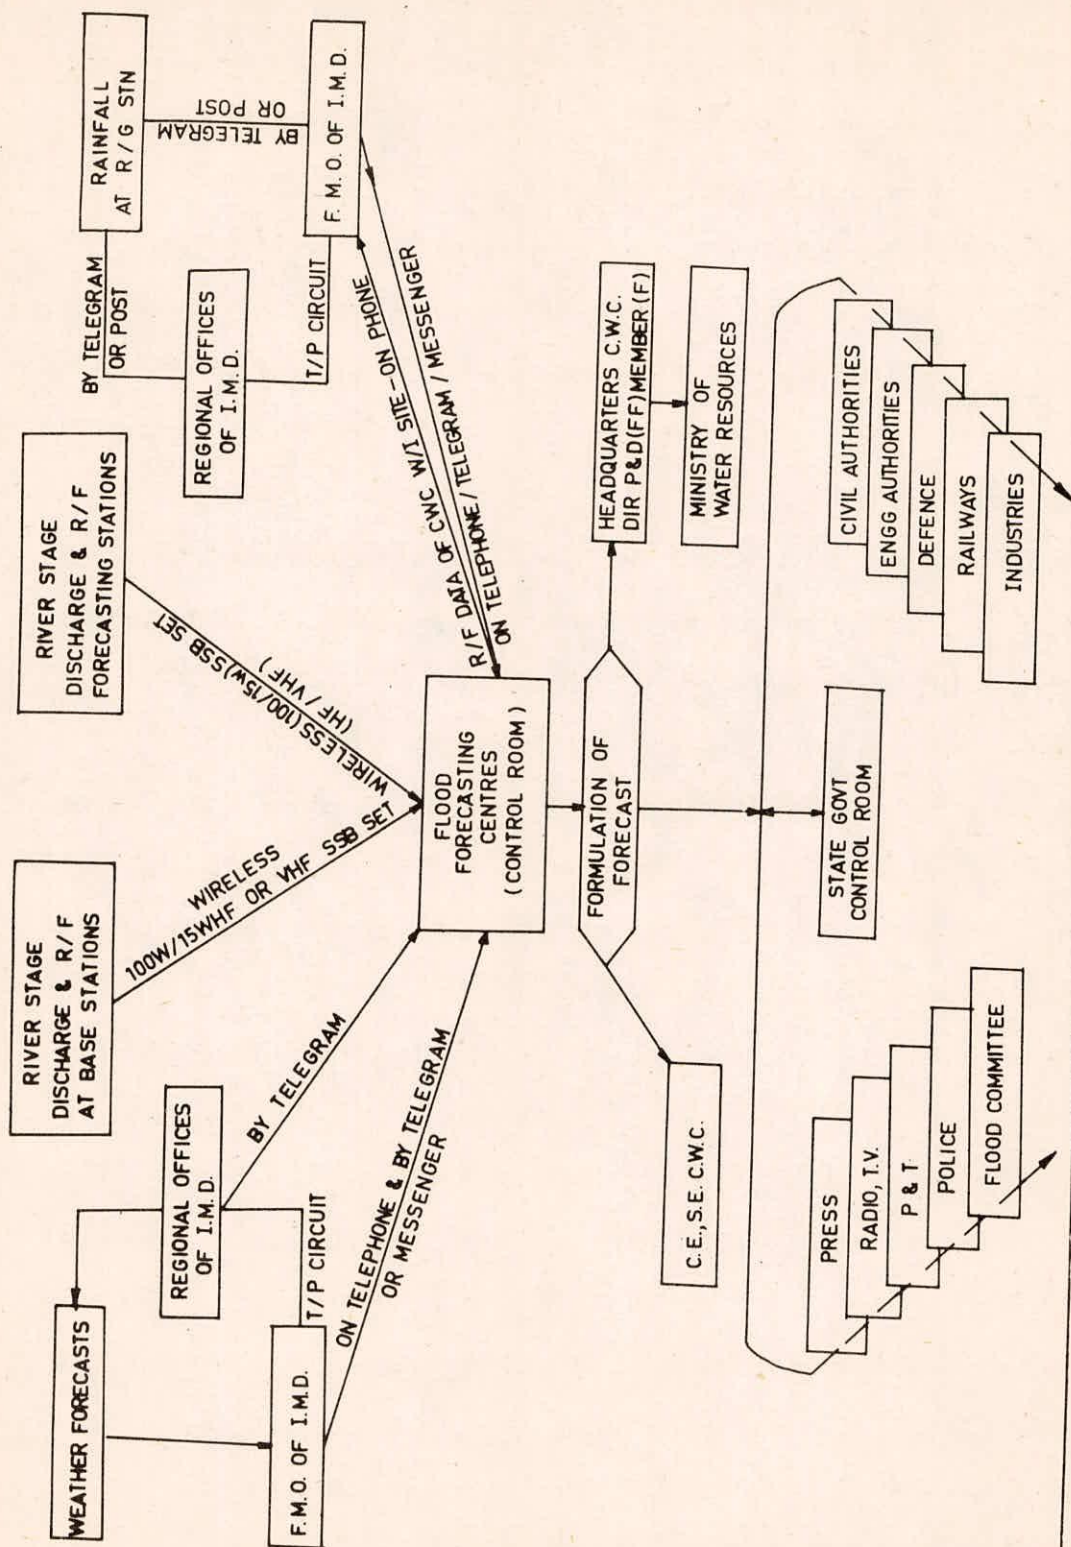 WEATHER FORECASTS
REGIONAL OFFICES
OF I.M.D.
F.M.O. OF I.M.D.
T/P CIRCUIT
BY TELEGRAM
ON TELEPHONE & BY TELEGRAM
OR MESSENGER
RIVER STAGE
DISCHARGE & R/F
AT BASE STATIONS
WIRELESS
100W/15WHF OR VHF SSB SET
RIVER STAGE
DISCHARGE & R/F
FORECASTING STATIONS
WIRELESS (100/15W) SSB SET
(HF/VHF)
RAINFALL
AT R/G STN
BY TELEGRAM
OR POST
BY TELEGRAM
OR POST
REGIONAL OFFICES
OF I.M.D.
T/P CIRCUIT
F. M. O. OF I.M.D.
R/F DATA OF CWC W/I SITE-ON PHONE
ON TELEPHONE/TELEGRAM/MESSENGER
FLOOD
FORECASTING
CENTRES
(CONTROL ROOM)
FORMULATION OF
FORECAST
C.E.,S.E. C.W.C.
HEADQUARTERS C.W.C.
DIR P&D(FF)MEMBER(F)
MINISTRY OF
WATER RESOURCES
PRESS
RADIO, T.V.
P & T
POLICE
FLOOD COMMITTEE
STATE GOVT
CONTROL ROOM
CIVIL AUTHORITIES
ENGG AUTHORITIES
DEFENCE
RAILWAYS
INDUSTRIES